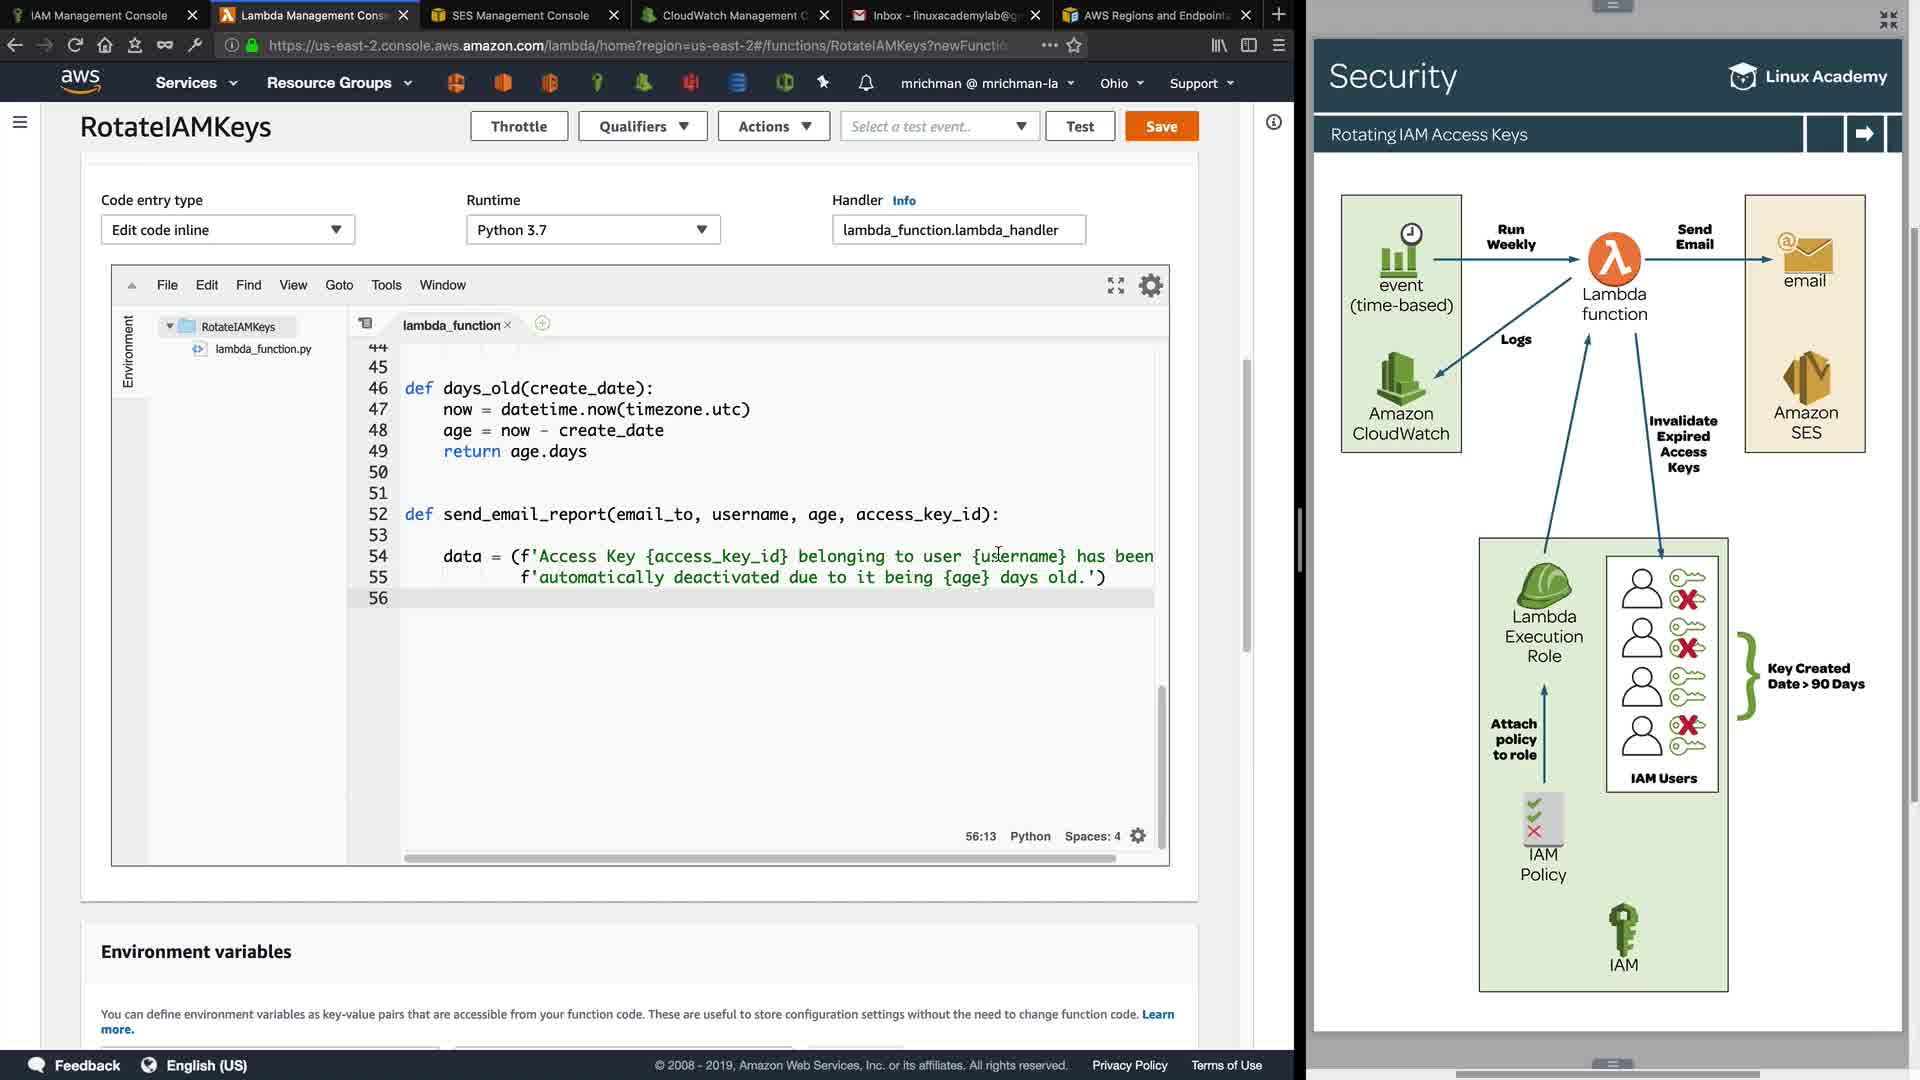 IAM Management Console
Lambda Management Conso
SES Management Console
CloudWatch Management C
Inbox - linuxacademylab@g
AWS Regions and Endpoints
https://us-east-2.console.aws.amazon.com/lambda/home?region=us-east-2#/functions/RotateIAMKeys?newFuncti
aws
Services
Resource Groups
mrichman @ mrichman-la
Ohio
Support
RotateIAMKeys
Throttle
Qualifiers
Actions
Select a test event..
Test
Save
Code entry type
Runtime
Handler Info
Edit code inline
Python 3.7
lambda_function.lambda_handler
File Edit Find View Goto Tools Window
Environment
RotateIAMKeys
lambda_function.py
lambda_function
44
45
46 def days_old(create_date):
47 now = datetime.now(timezone.utc)
48 age = now - create_date
49 return age.days
50
51
52 def send_email_report(email_to, username, age, access_key_id):
53
54 data = (f'Access Key {access_key_id} belonging to user {username} has been
55 f'automatically deactivated due to it being {age} days old.')
56
56:13 Python Spaces: 4
Environment variables
You can define environment variables as key-value pairs that are accessible from your function code. These are useful to store configuration settings without the need to change function code. Learn
more.
Feedback
English (US)
© 2008 - 2019, Amazon Web Services, Inc. or its affiliates. All rights reserved.
Privacy Policy
Terms of Use
Security
Linux Academy
Rotating IAM Access Keys
event
(time-based)
Run
Weekly
Lambda
function
Send
Email
email
Logs
Amazon
CloudWatch
Amazon
SES
Invalidate
Expired
Access
Keys
Lambda
Execution
Role
Attach
policy
to role
IAM
Policy
IAM Users
Key Created
Date > 90 Days
IAM